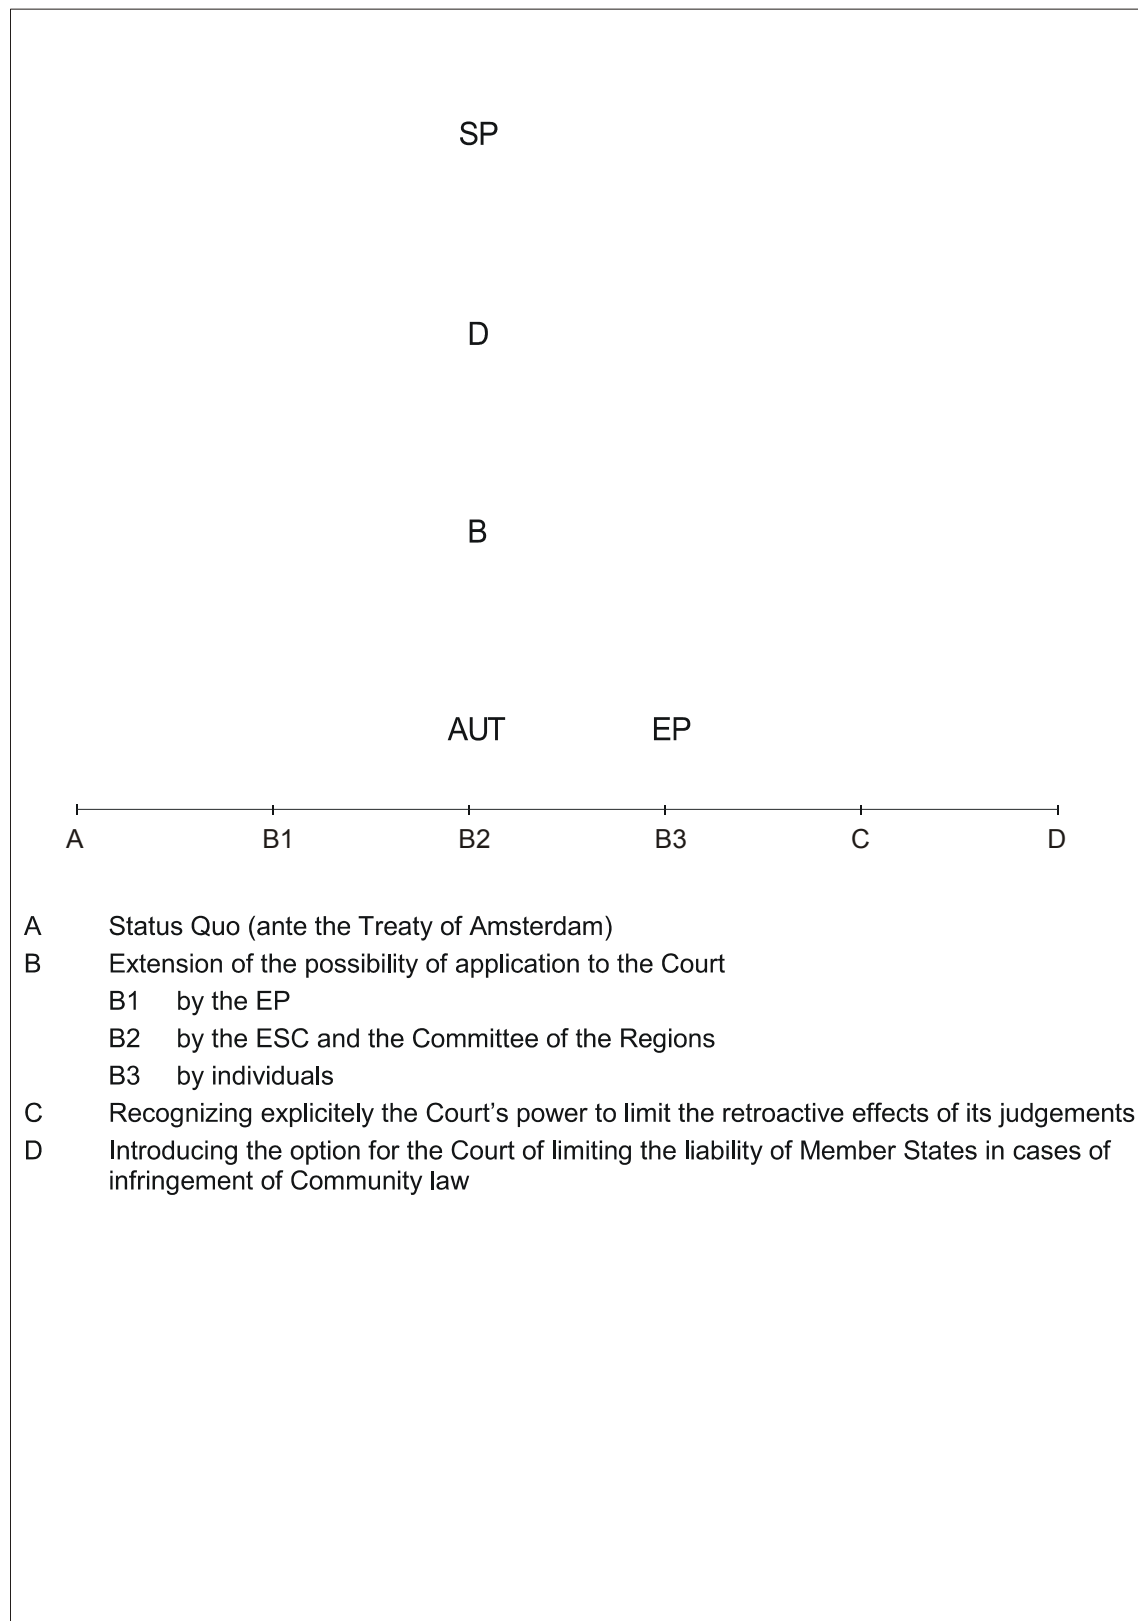 SP
D
B
AUT EP
A B1 B2 B3 C D
A Status Quo (ante the Treaty of Amsterdam)
B Extension of the possibility of application to the Court
B1 by the EP
B2 by the ESC and the Committee of the Regions
B3 by individuals
C Recognizing explicitely the Court's power to limit the retroactive effects of its judgements
D Introducing the option for the Court of limiting the liability of Member States in cases of
infringement of Community law